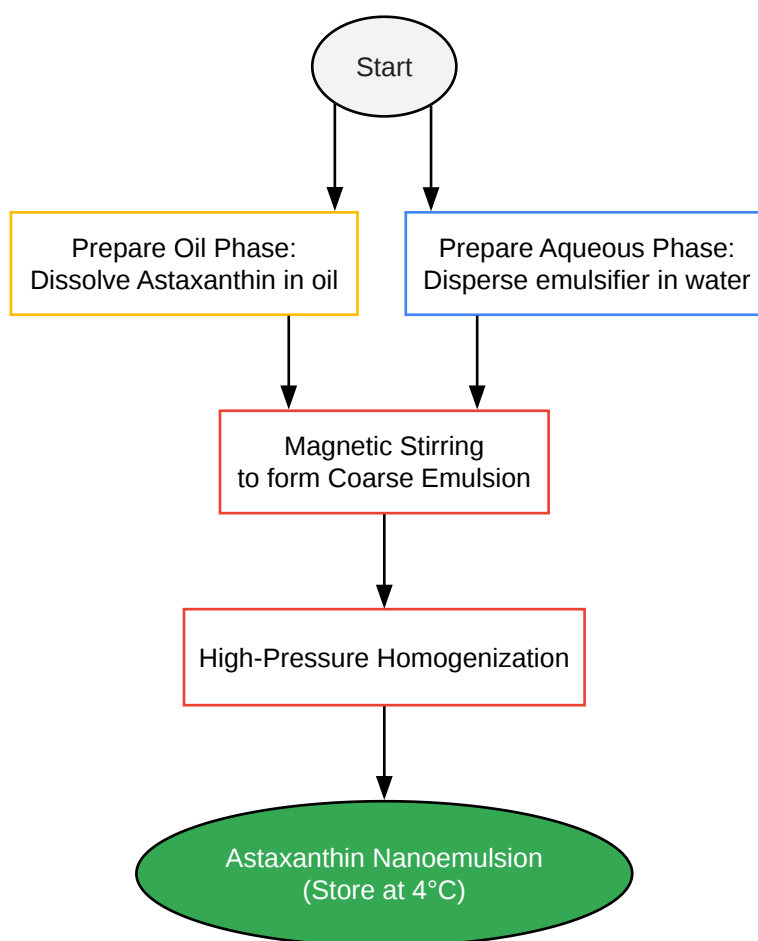 Start
Prepare Oil Phase:
Dissolve Astaxanthin in oil
Prepare Aqueous Phase:
Disperse emulsifier in water
Magnetic Stirring
to form Coarse Emulsion
High-Pressure Homogenization
Astaxanthin Nanoemulsion
(Store at 4°C)